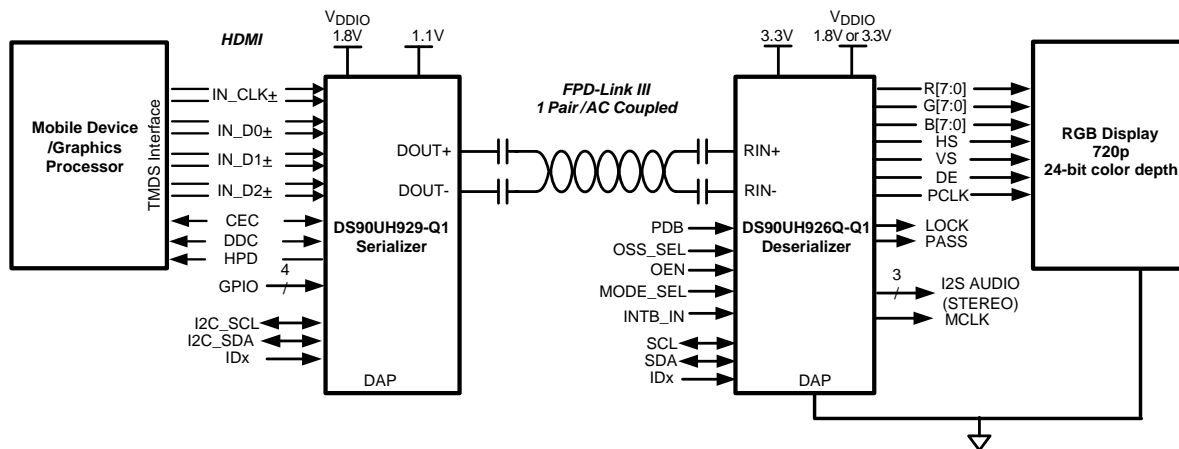 HDMI
VDDIO
1.8V
1.1V
FPD-Link III
1 Pair /AC Coupled
3.3V
VDDIO
1.8V or 3.3V
Mobile Device
/Graphics
Processor
TMDS Interface
IN_CLK±
IN_D0±
IN_D1±
IN_D2±
CEC
DDC
HPD
4
GPIO
I2C_SCL
I2C_SDA
IDx
DOUT+
DOUT-
DS90UH929-Q1
Serializer
DAP
RIN+
RIN-
PDB
OSS_SEL
OEN
MODE_SEL
INTB_IN
SCL
SDA
IDx
DS90UH926Q-Q1
Deserializer
DAP
R[7:0]
G[7:0]
B[7:0]
HS
VS
DE
PCLK
LOCK
PASS
3
I2S AUDIO
(STEREO)
MCLK
RGB Display
720p
24-bit color depth